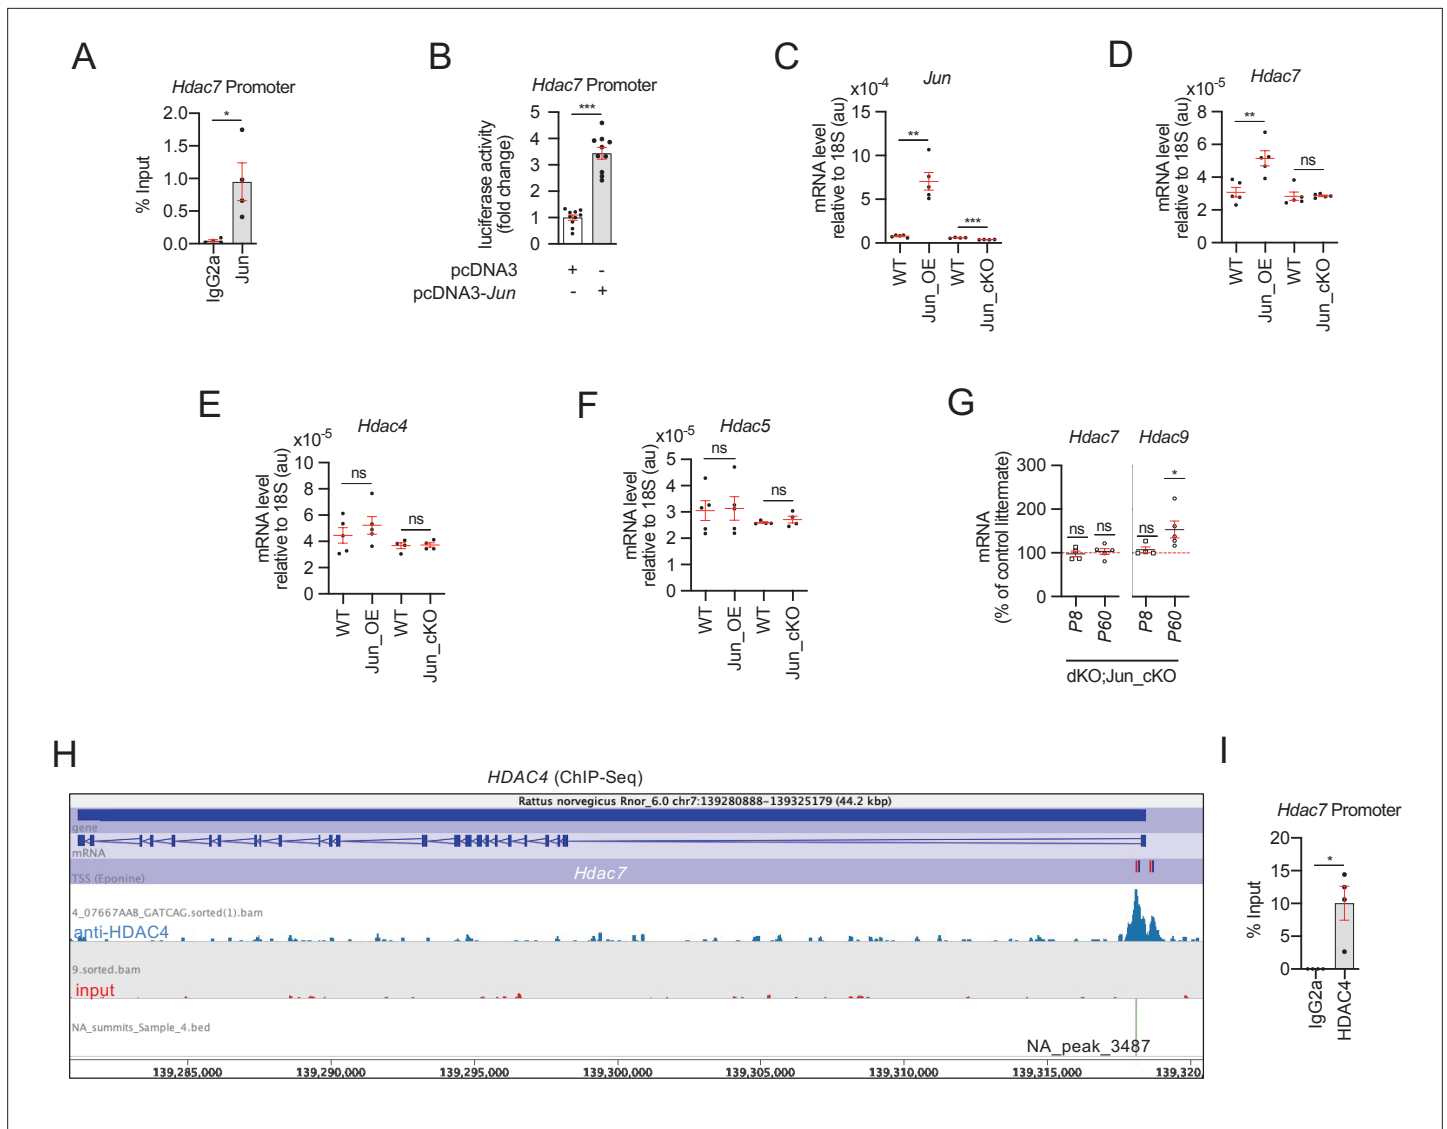 A
Hdac7 Promoter
*
% Input
2.0
1.5
1.0
0.5
0.0
IgG2a
Jun
B
Hdac7 Promoter
***
luciferase activity
(fold change)
5
4
3
2
1
0
pcDNA3 + -
pcDNA3-Jun - +
C
Jun
x10-4
mRNA level
relative to 18S (au)
15
10
5
0
**
***
WT
Jun_OE
WT
Jun_cKO
D
Hdac7
x10-5
mRNA level
relative to 18S (au)
8
6
4
2
0
**
ns
WT
Jun_OE
WT
Jun_cKO
E
Hdac4
x10-5
mRNA level
relative to 18S (au)
10
8
6
4
2
0
ns
ns
WT
Jun_OE
WT
Jun_cKO
F
Hdac5
x10-5
mRNA level
relative to 18S (au)
5
4
3
2
1
0
ns
ns
WT
Jun_OE
WT
Jun_cKO
G
Hdac7 Hdac9
mRNA
(% of control littermate)
300
200
100
0
ns
ns
ns
*
P8
P60
P8
P60
dKO;Jun_cKO
H
HDAC4 (ChIP-Seq)
Rattus norvegicus Rnor_6.0 chr7:139280888-139325179 (44.2 kbp)
gene
mRNA
TSS (Eponine)
Hdac7
4_07667AAB_GATCAG.sorted(1).bam
anti-HDAC4
9.sorted.bam
input
NA_summits_Sample_4.bed
NA_peak_3487
139,285,000 139,290,000 139,295,000 139,300,000 139,305,000 139,310,000 139,315,000 139,320
I
Hdac7 Promoter
*
% Input
20
15
10
5
0
IgG2a
HDAC4